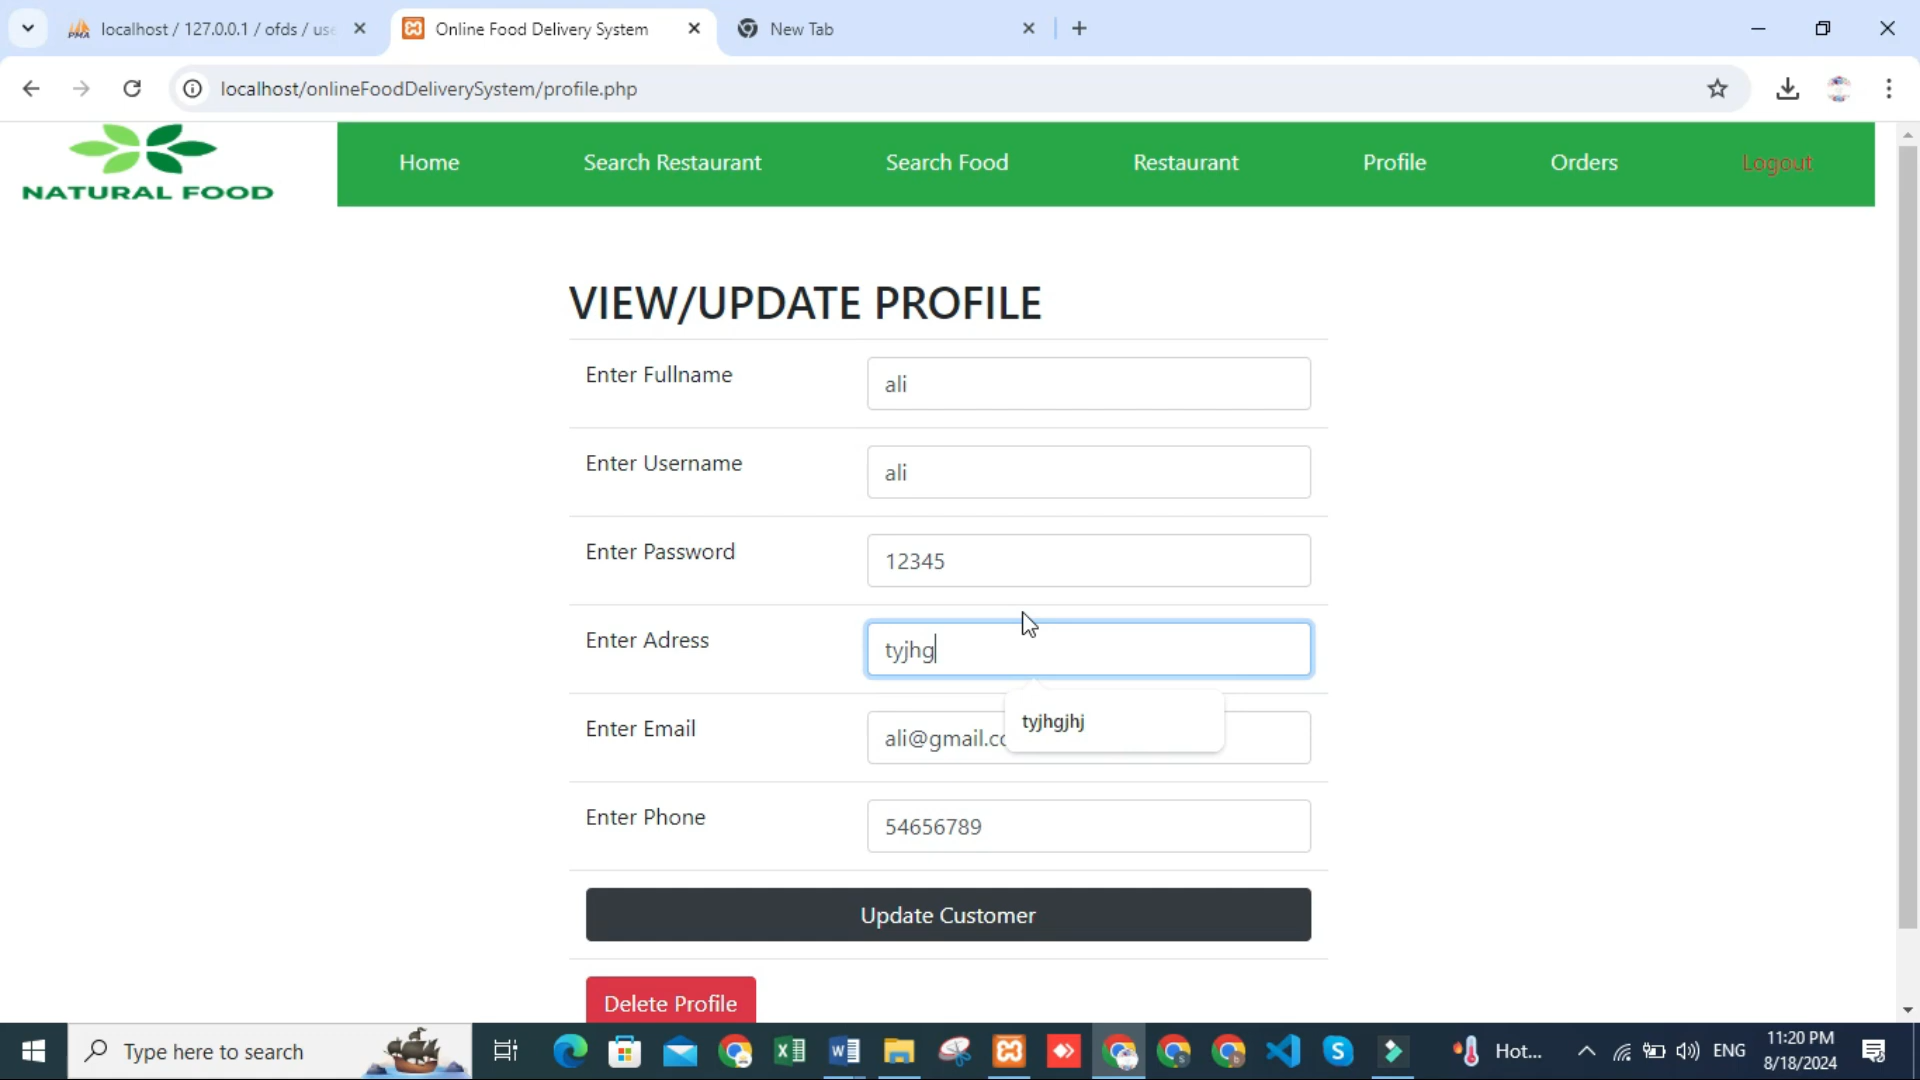 localhost / 127.0.0.1 / ofds / us
Online Food Delivery System
New Tab
localhost/onlineFoodDeliverySystem/profile.php
NATURAL FOOD
Home
Search Restaurant
Search Food
Restaurant
Profile
Orders
Logout
VIEW/UPDATE PROFILE
Enter Fullname
ali
Enter Username
ali
Enter Password
12345
Enter Adress
tyjhg
tyjhgjhj
Enter Email
ali@gmail.co
Enter Phone
54656789
Update Customer
Delete Profile
Type here to search
Hot...
ENG
11:20 PM
8/18/2024